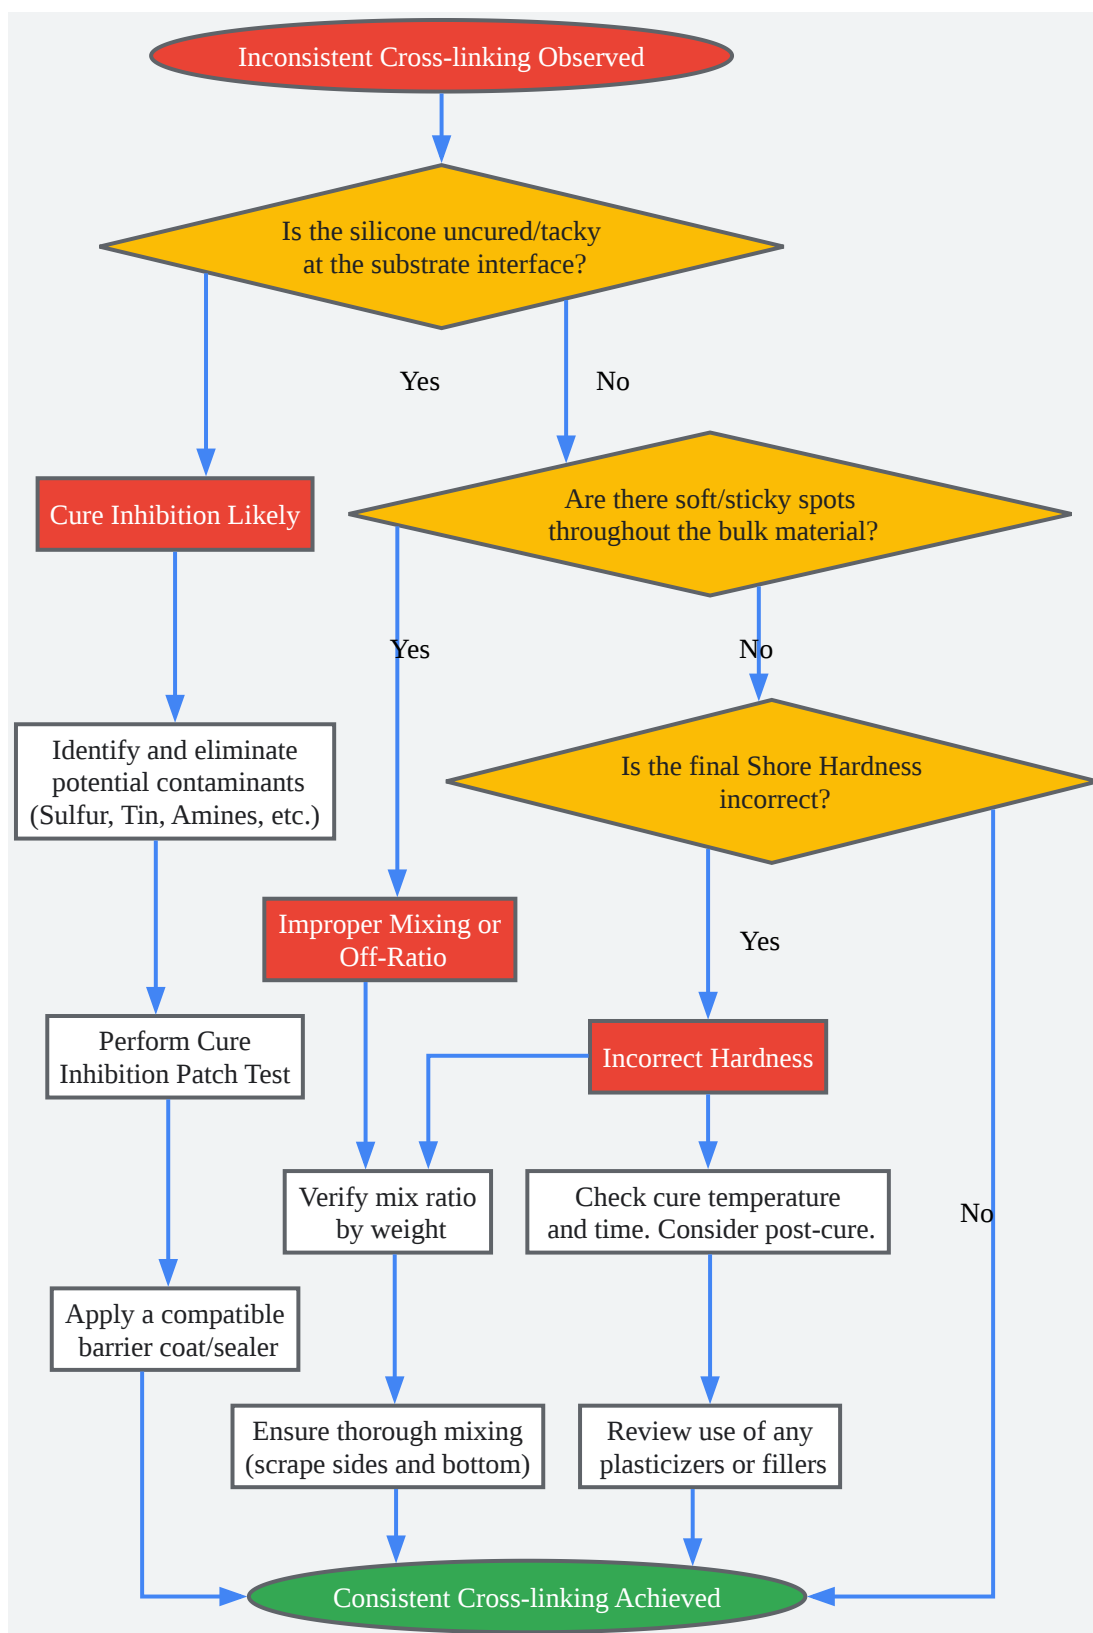 Inconsistent Cross-linking Observed
Is the silicone uncured/tacky
at the substrate interface?
Yes
No
Cure Inhibition Likely
Are there soft/sticky spots
throughout the bulk material?
Yes
No
Identify and eliminate
potential contaminants
(Sulfur, Tin, Amines, etc.)
Is the final Shore Hardness
incorrect?
Improper Mixing or
Off-Ratio
Yes
Perform Cure
Inhibition Patch Test
Incorrect Hardness
Verify mix ratio
by weight
Check cure temperature
and time. Consider post-cure.
No
Apply a compatible
barrier coat/sealer
Ensure thorough mixing
(scrape sides and bottom)
Review use of any
plasticizers or fillers
Consistent Cross-linking Achieved